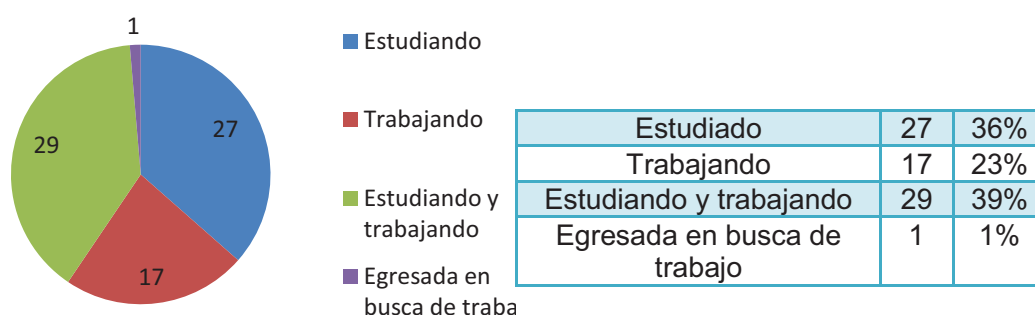 1
27
29
17
Estudiando
Trabajando
Estudiando y
trabajando
Egresada en
busca de traba
Estudiado 27 36%
Trabajando 17 23%
Estudiando y trabajando 29 39%
Egresada en busca de 1 1%
trabajo